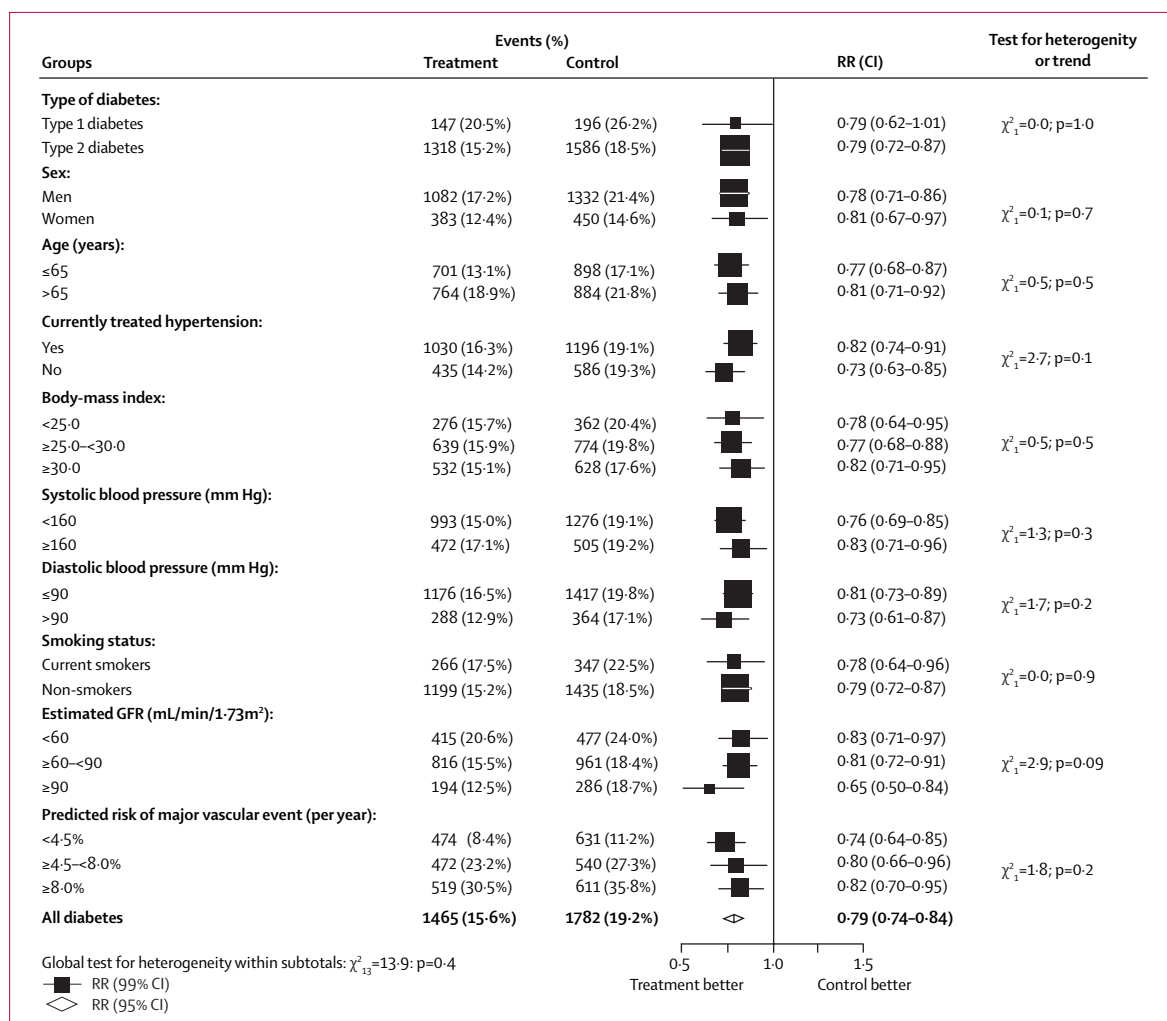 Events (%)
Test for heterogenity
or trend
Groups Treatment Control RR (CI)
Type of diabetes:
Type 1 diabetes 147 (20·5%) 196 (26·2%) 0·79 (0·62–1·01)
χ²₁=0·0; p=1·0
Type 2 diabetes 1318 (15·2%) 1586 (18·5%) 0·79 (0·72–0·87)
Sex:
Men 1082 (17·2%) 1332 (21·4%) 0·78 (0·71–0·86)
χ²₁=0·1; p=0·7
Women 383 (12·4%) 450 (14·6%) 0·81 (0·67–0·97)
Age (years):
≤65 701 (13·1%) 898 (17·1%) 0·77 (0·68–0·87)
χ²₁=0·5; p=0·5
>65 764 (18·9%) 884 (21·8%) 0·81 (0·71–0·92)
Currently treated hypertension:
Yes 1030 (16·3%) 1196 (19·1%) 0·82 (0·74–0·91)
χ²₁=2·7; p=0·1
No 435 (14·2%) 586 (19·3%) 0·73 (0·63–0·85)
Body-mass index:
<25·0 276 (15·7%) 362 (20·4%) 0·78 (0·64–0·95)
≥25·0–<30·0 639 (15·9%) 774 (19·8%) 0·77 (0·68–0·88)
χ²₁=0·5; p=0·5
≥30·0 532 (15·1%) 628 (17·6%) 0·82 (0·71–0·95)
Systolic blood pressure (mm Hg):
<160 993 (15·0%) 1276 (19·1%) 0·76 (0·69–0·85)
χ²₁=1·3; p=0·3
≥160 472 (17·1%) 505 (19·2%) 0·83 (0·71–0·96)
Diastolic blood pressure (mm Hg):
≤90 1176 (16·5%) 1417 (19·8%) 0·81 (0·73–0·89)
χ²₁=1·7; p=0·2
>90 288 (12·9%) 364 (17·1%) 0·73 (0·61–0·87)
Smoking status:
Current smokers 266 (17·5%) 347 (22·5%) 0·78 (0·64–0·96)
χ²₁=0·0; p=0·9
Non-smokers 1199 (15·2%) 1435 (18·5%) 0·79 (0·72–0·87)
Estimated GFR (mL/min/1·73m²):
<60 415 (20·6%) 477 (24·0%) 0·83 (0·71–0·97)
≥60–<90 816 (15·5%) 961 (18·4%) 0·81 (0·72–0·91)
χ²₁=2·9; p=0·09
≥90 194 (12·5%) 286 (18·7%) 0·65 (0·50–0·84)
Predicted risk of major vascular event (per year):
<4·5% 474 (8·4%) 631 (11·2%) 0·74 (0·64–0·85)
≥4·5–<8·0% 472 (23·2%) 540 (27·3%) 0·80 (0·66–0·96)
χ²₁=1·8; p=0·2
≥8·0% 519 (30·5%) 611 (35·8%) 0·82 (0·70–0·95)
All diabetes 1465 (15·6%) 1782 (19·2%) 0·79 (0·74–0·84)
Global test for heterogeneity within subtotals: χ²₁₃=13·9: p=0·4
0·5 1·0 1·5
RR (99% CI)
Treatment better Control better
RR (95% CI)